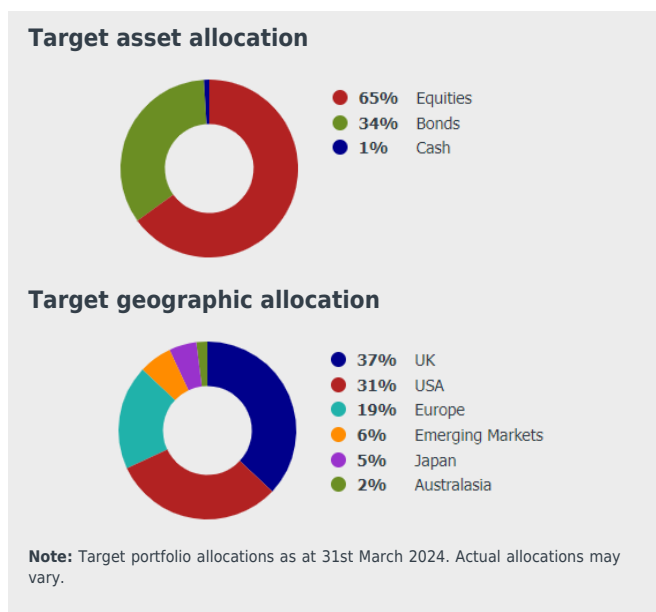 Target asset allocation
65% Equities
34% Bonds
1% Cash
Target geographic allocation
37% UK
31% USA
19% Europe
6% Emerging Markets
5% Japan
2% Australasia
Note: Target portfolio allocations as at 31st March 2024. Actual allocations may
vary.